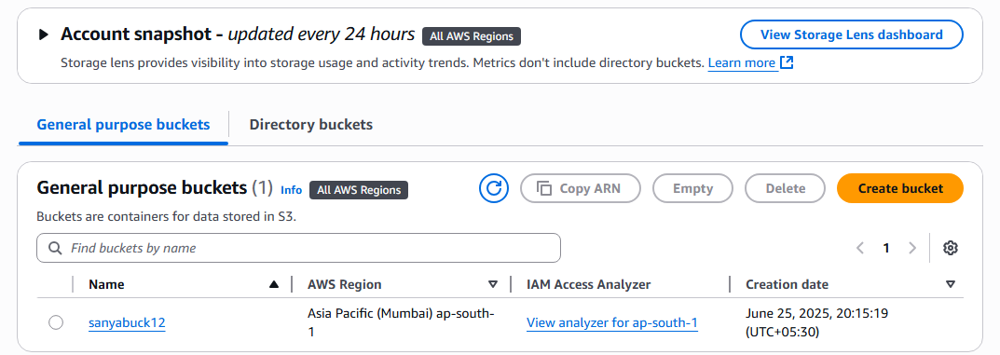 Account snapshot - updated every 24 hours All AWS Regions View Storage Lens dashboard
Storage lens provides visibility into storage usage and activity trends. Metrics don't include directory buckets. Learn more
General purpose buckets Directory buckets
General purpose buckets (1) Info All AWS Regions Copy ARN Empty Delete Create bucket
Buckets are containers for data stored in S3.
Find buckets by name 1
Name AWS Region IAM Access Analyzer Creation date
sanyabuck12 Asia Pacific (Mumbai) ap-south- View analyzer for ap-south-1 June 25, 2025, 20:15:19
1 (UTC+05:30)